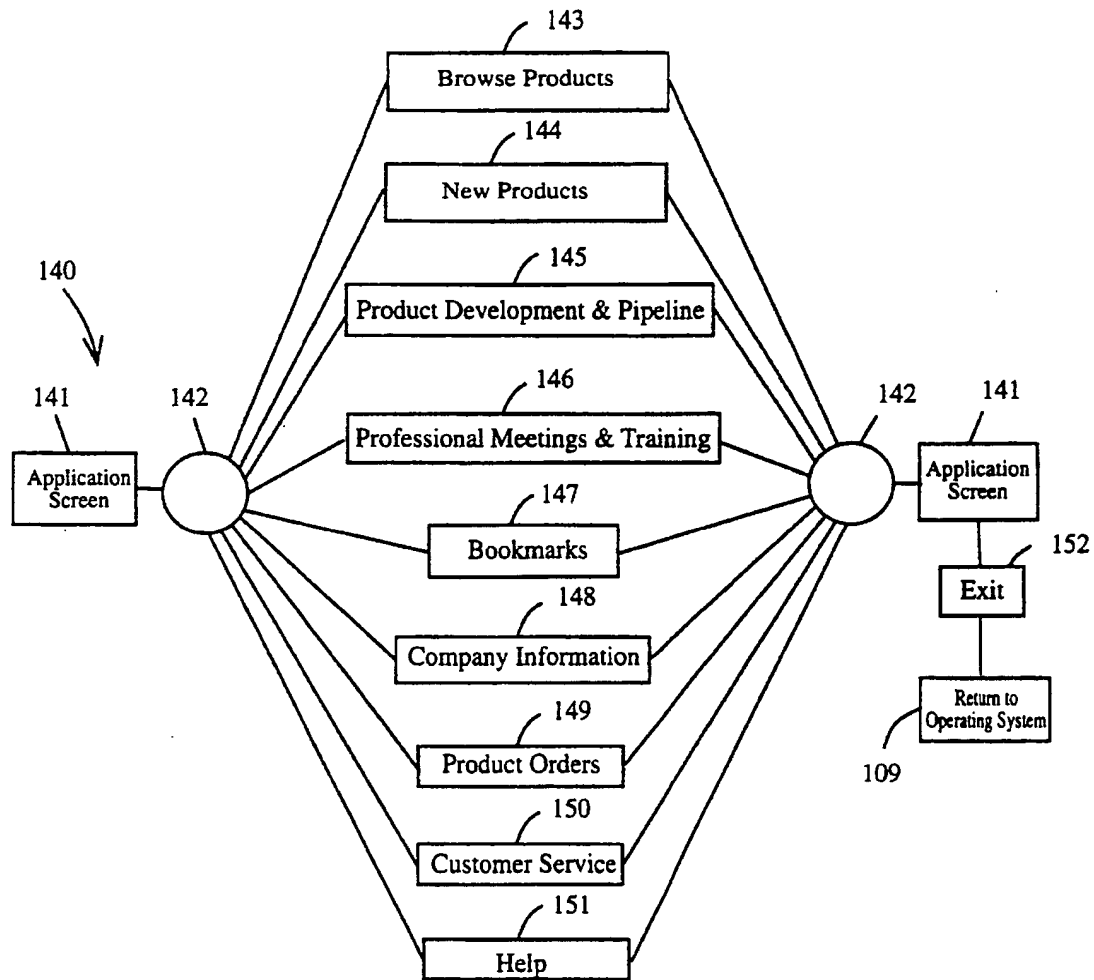 143
Browse Products
144
New Products
145
140
Product Development & Pipeline
146
141
142
Professional Meetings & Training
142
141
Application
Screen
Application
Screen
147
Bookmarks
152
Exit
148
Company Information
Return to
Operating System
149
109
Product Orders
150
Customer Service
151
Help